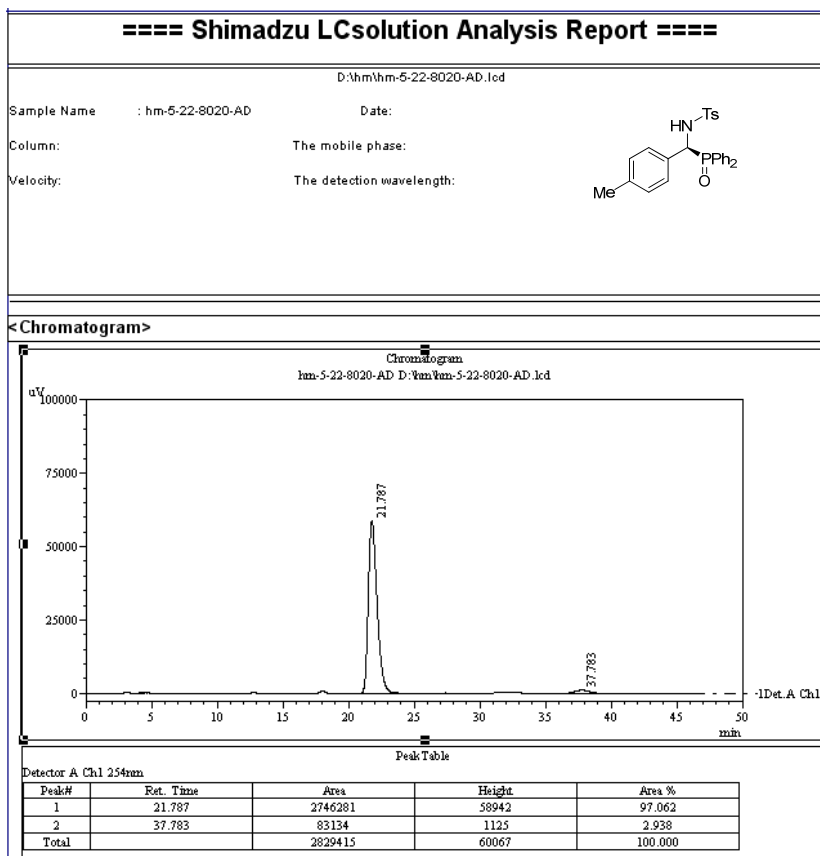 ==== Shimadzu LCsolution Analysis Report ====
D:\hm\hm-5-22-8020-AD.lcd
Sample Name : hm-5-22-8020-AD Date:
Column: The mobile phase:
Velocity: The detection wavelength:
HN Ts
PPh2
O
Me
<Chromatogram>
Chromatogram
hm-5-22-8020-AD D:\hm\hm-5-22-8020-AD.lcd
uV
100000
75000
50000
25000
0
21.787
37.783
1Det.A Ch1
0 5 10 15 20 25 30 35 40 45 50
min
PeakTable
Detector A Ch1 254nm
Peak# Ret. Time Area Height Area %
1 21.787 2746281 58942 97.062
2 37.783 83134 1125 2.938
Total 2829415 60067 100.000